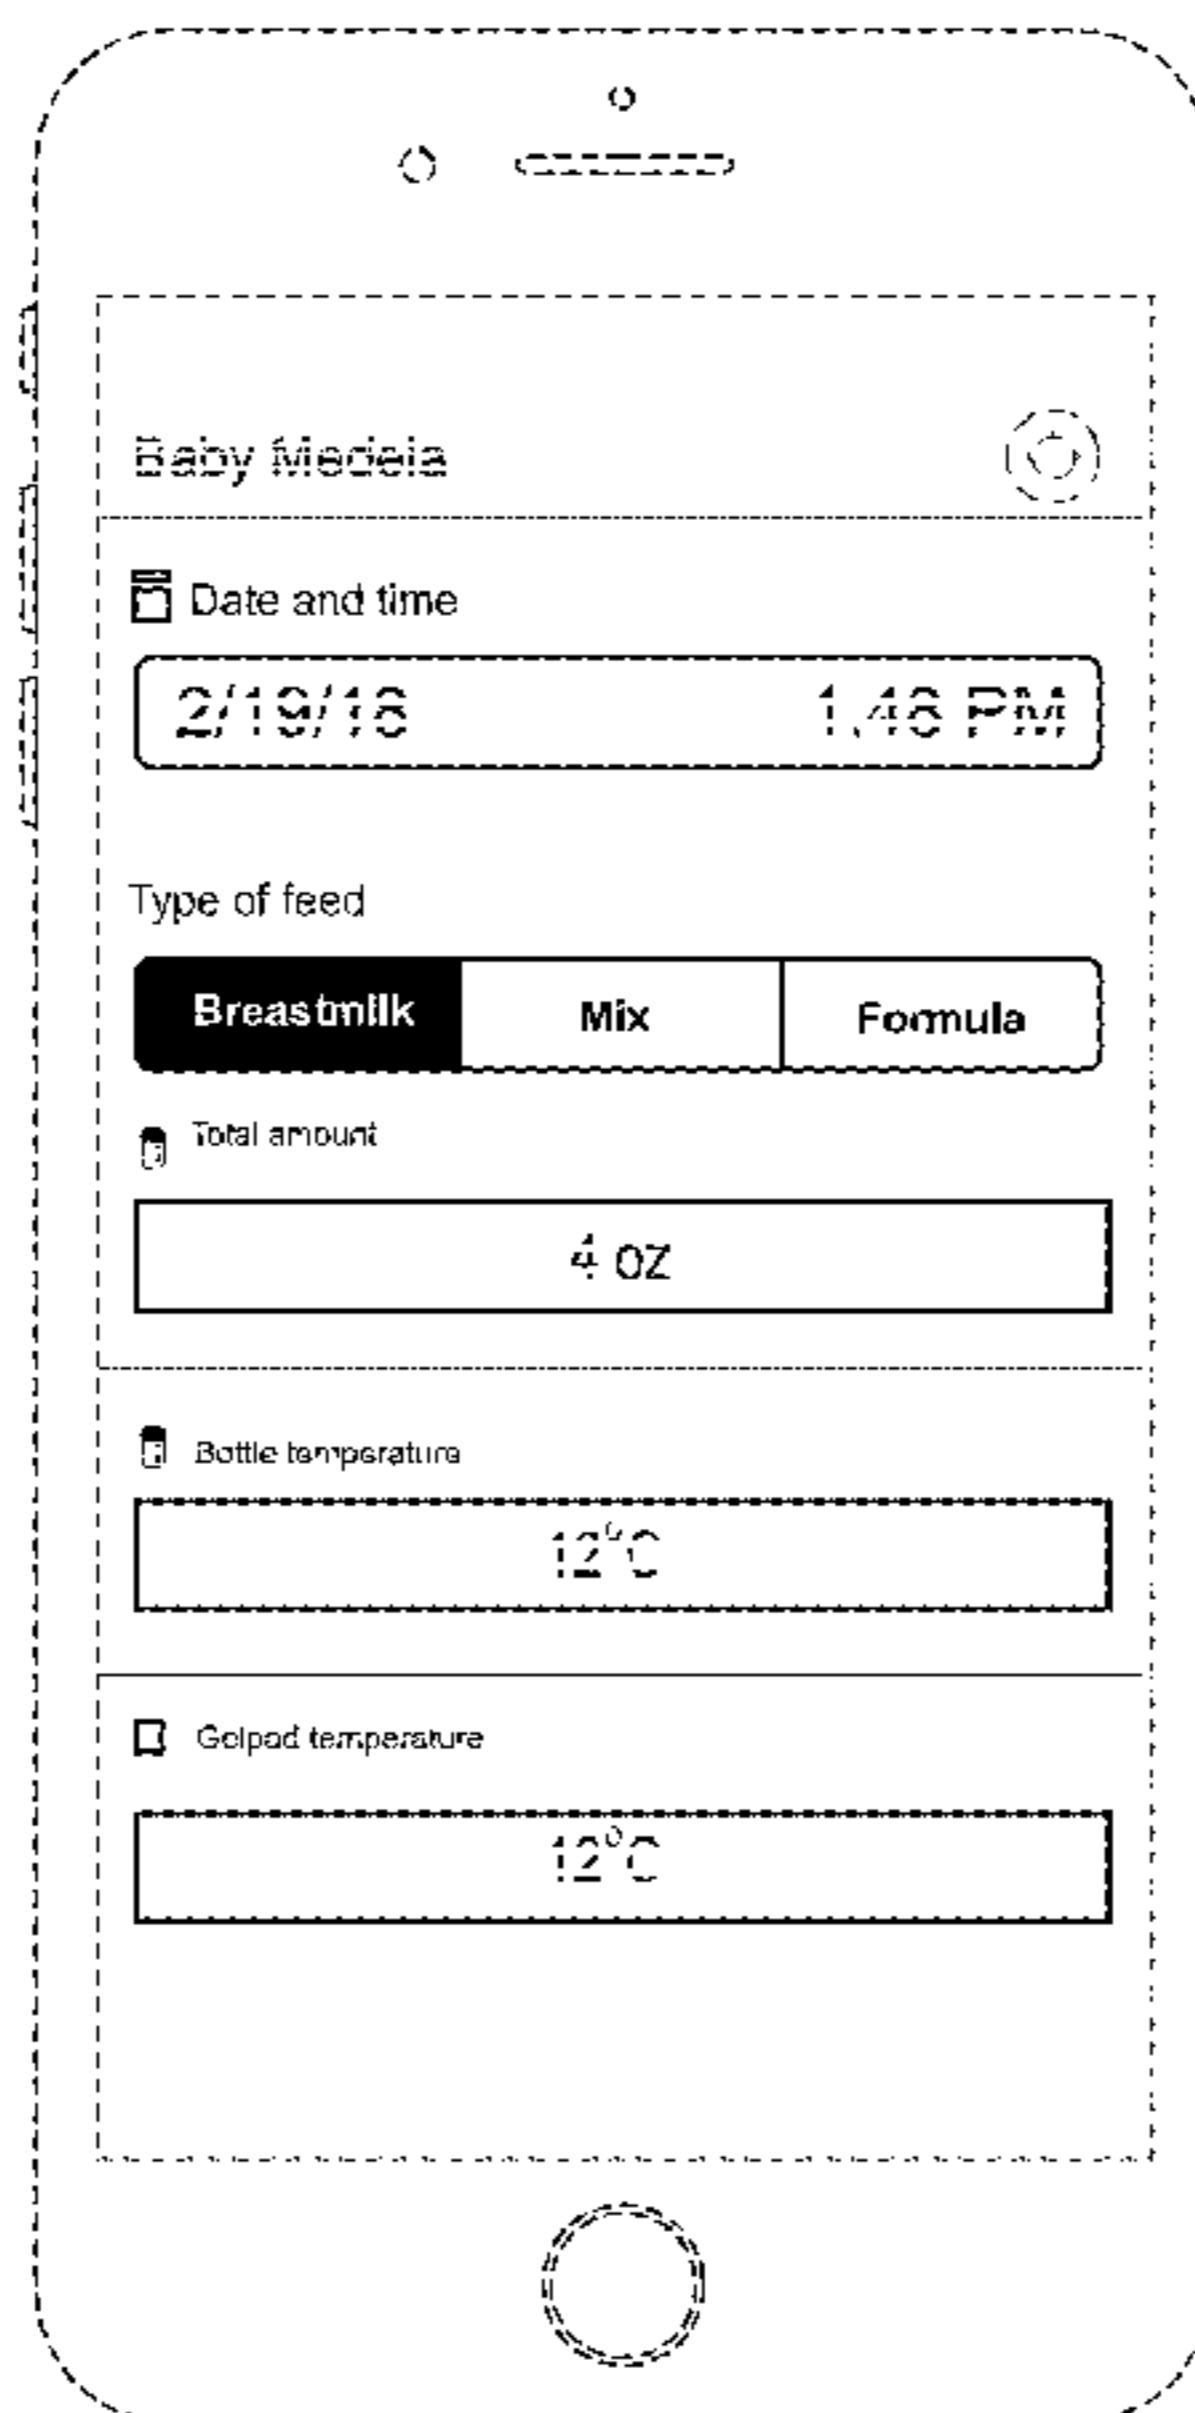 Baby Medela
Date and time
2/19/18 1:48 PM
Type of feed
Breastmilk Mix Formula
Total amount
4 oz
Bottle temperature
12°C
Gelpad temperature
12°C